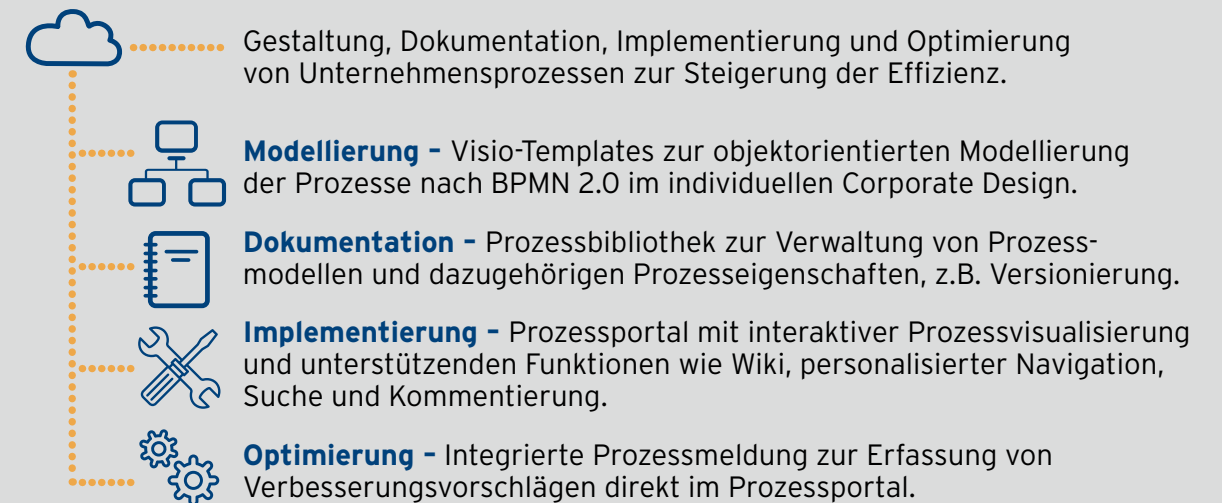 Gestaltung, Dokumentation, Implementierung und Optimierung
von Unternehmensprozessen zur Steigerung der Effizienz.
Modellierung – Visio-Templates zur objektorientierten Modellierung
der Prozesse nach BPMN 2.0 im individuellen Corporate Design.
Dokumentation – Prozessbibliothek zur Verwaltung von Prozess-
modellen und dazugehörigen Prozesseigenschaften, z.B. Versionierung.
Implementierung – Prozessportal mit interaktiver Prozessvisualisierung
und unterstützenden Funktionen wie Wiki, personalisierter Navigation,
Suche und Kommentierung.
Optimierung – Integrierte Prozessmeldung zur Erfassung von
Verbesserungsvorschlägen direkt im Prozessportal.